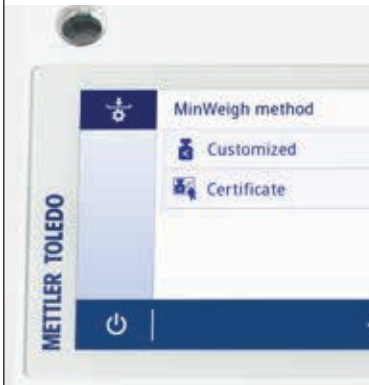 MinWeigh method
Customized
Certificate
METTLER TOLEDO